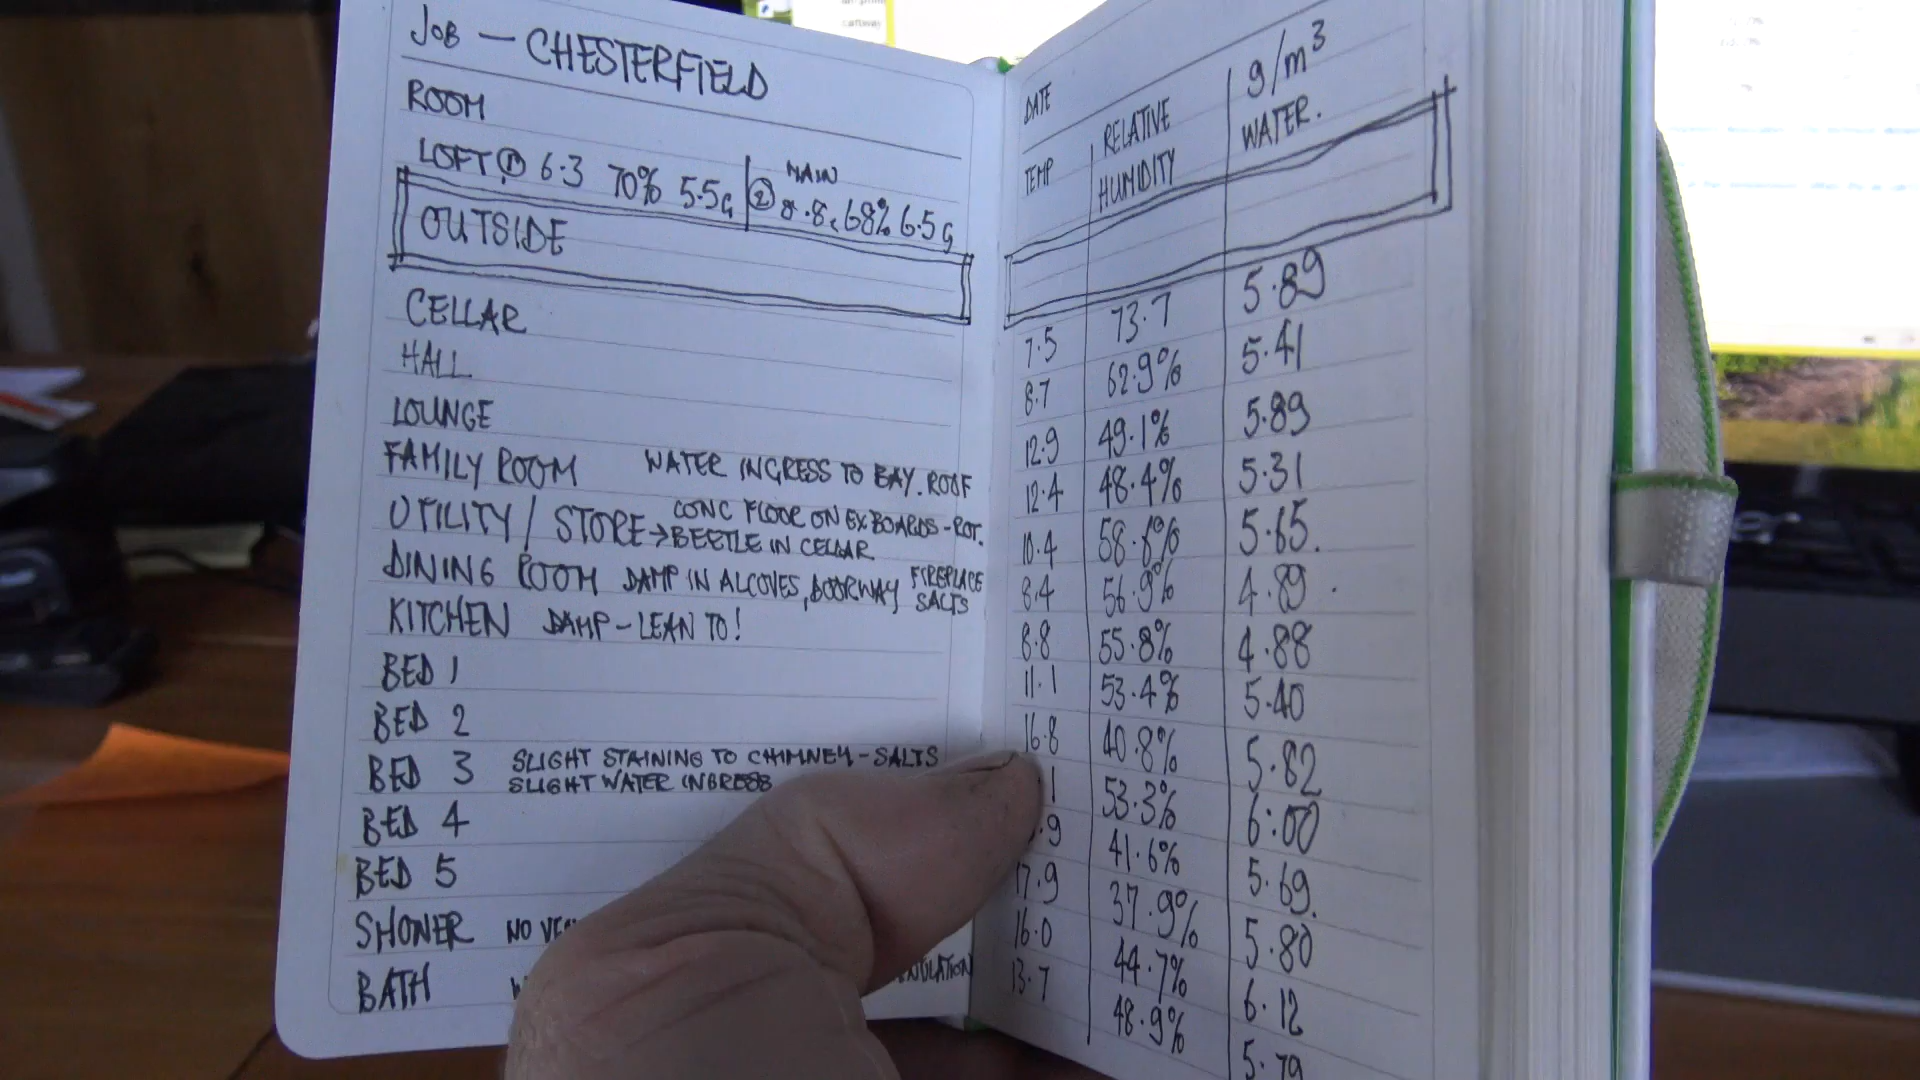 JOB – CHESTERFIELD
ROOM
LOFT ① 6.3 70% 5.5G | ② MAIN 8.8, 68% 6.5G
OUTSIDE
CELLAR
HALL
LOUNGE
FAMILY ROOM WATER INGRESS TO BAY. ROOF
UTILITY / STORE → CONC FLOOR ON EX BOARDS – ROT.
BEETLE IN CELLAR
DINING ROOM DAMP IN ALCOVES, DOORWAY FIREPLACE SALTS
KITCHEN DAMP – LEAN TO!
BED 1
BED 2
BED 3 SLIGHT STAINING TO CHIMNEY – SALTS
SLIGHT WATER INGRESS
BED 4
BED 5
SHOWER NO
BATH
DATE
TEMP RELATIVE HUMIDITY g/m³ WATER.
7.5 73.7 5.89
8.7 62.9% 5.41
12.9 49.1% 5.89
12.4 48.4% 5.31
10.4 58.8% 5.65.
8.4 56.9% 4.89
8.8 55.8% 4.88
11.1 53.4% 5.40
16.8 40.8% 5.82
53.3% 6.00
41.6% 5.69.
17.9 37.9% 5.80
16.0 44.7% 6.12
13.7 48.9% 5.79